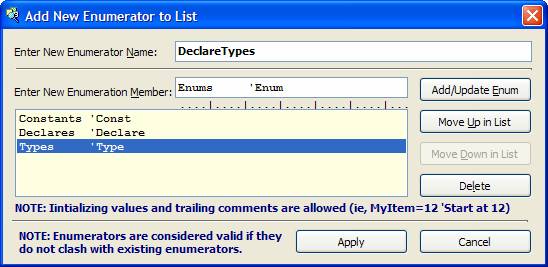 Add New Enumerator to List
Enter New Enumerator Name: DeclareTypes
Enter New Enumeration Member: Enums 'Enum
Add/Update Enum
Constants 'Const
Declares 'Declare
Types 'Type
Move Up in List
Move Down in List
Delete
NOTE: Iintializing values and trailing comments are allowed (ie, MyItem=12 'Start at 12)
NOTE: Enumerators are considered valid if they
do not clash with existing enumerators.
Apply
Cancel